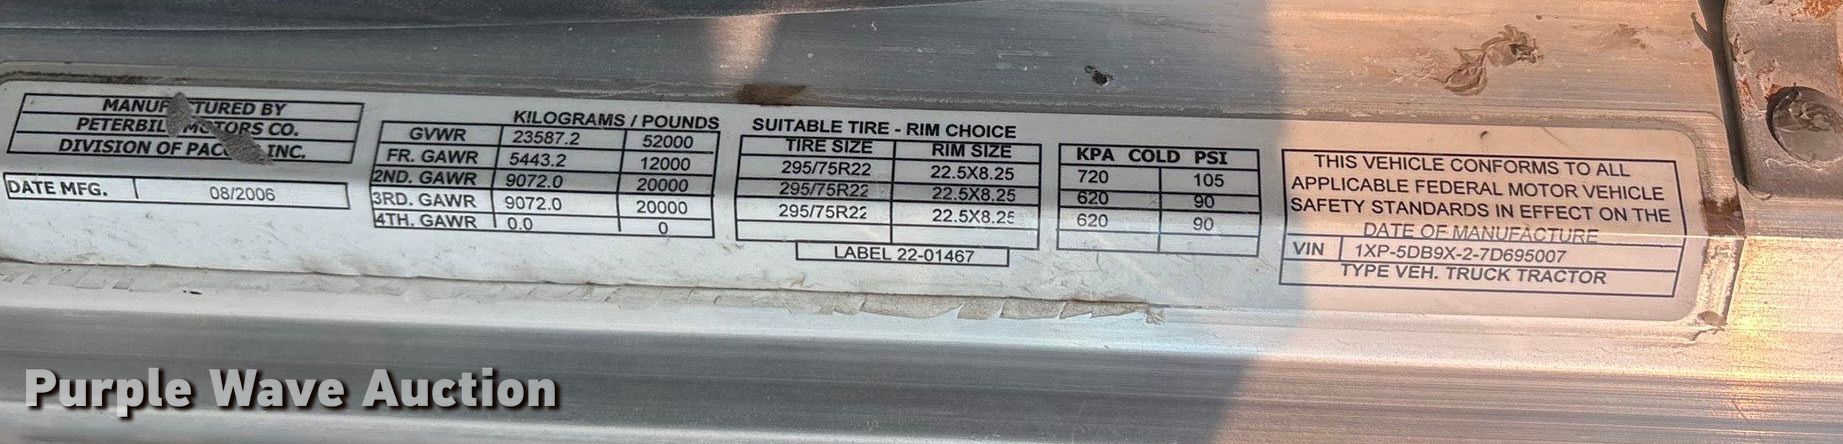 MANUF TURED BY
PETERBIL MOTORS CO.
DIVISION OF PAC INC.
DATE MFG. 08/2006
KILOGRAMS / POUNDS
GVWR 23587.2 52000
FR. GAWR 5443.2 12000
2ND. GAWR 9072.0 20000
3RD. GAWR 9072.0 20000
4TH. GAWR 0.0 0
SUITABLE TIRE - RIM CHOICE
TIRE SIZE RIM SIZE
295/75R22 22.5X8.25
295/75R22 22.5X8.25
295/75R22 22.5X8.25
LABEL 22-01467
KPA COLD PSI
720 105
620 90
620 90
THIS VEHICLE CONFORMS TO ALL
APPLICABLE FEDERAL MOTOR VEHICLE
SAFETY STANDARDS IN EFFECT ON THE
DATE OF MANUFACTURE
VIN 1XP-5DB9X-2-7D695007
TYPE VEH. TRUCK TRACTOR
Purple Wave Auction